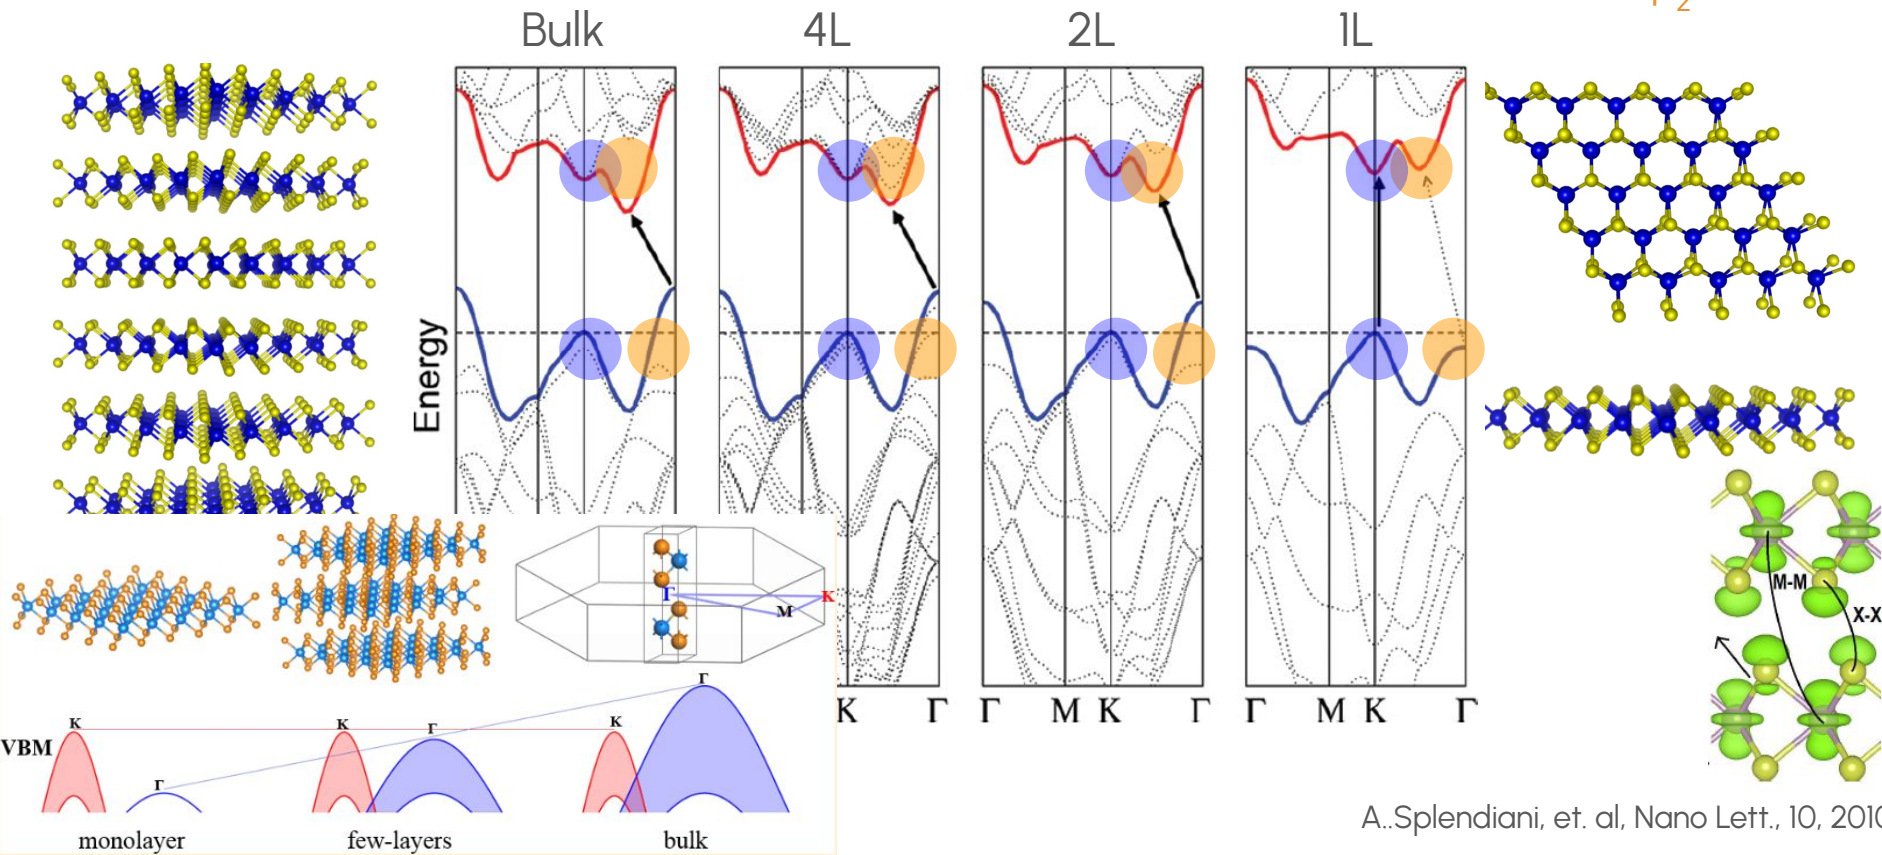 Bulk 4L 2L 1L
Energy
K Γ Γ M K Γ Γ M K Γ
Γ M K
M-M
X-X
K Γ K Γ K Γ
VBM
monolayer few-layers bulk
A..Splendiani, et. al, Nano Lett., 10, 2010